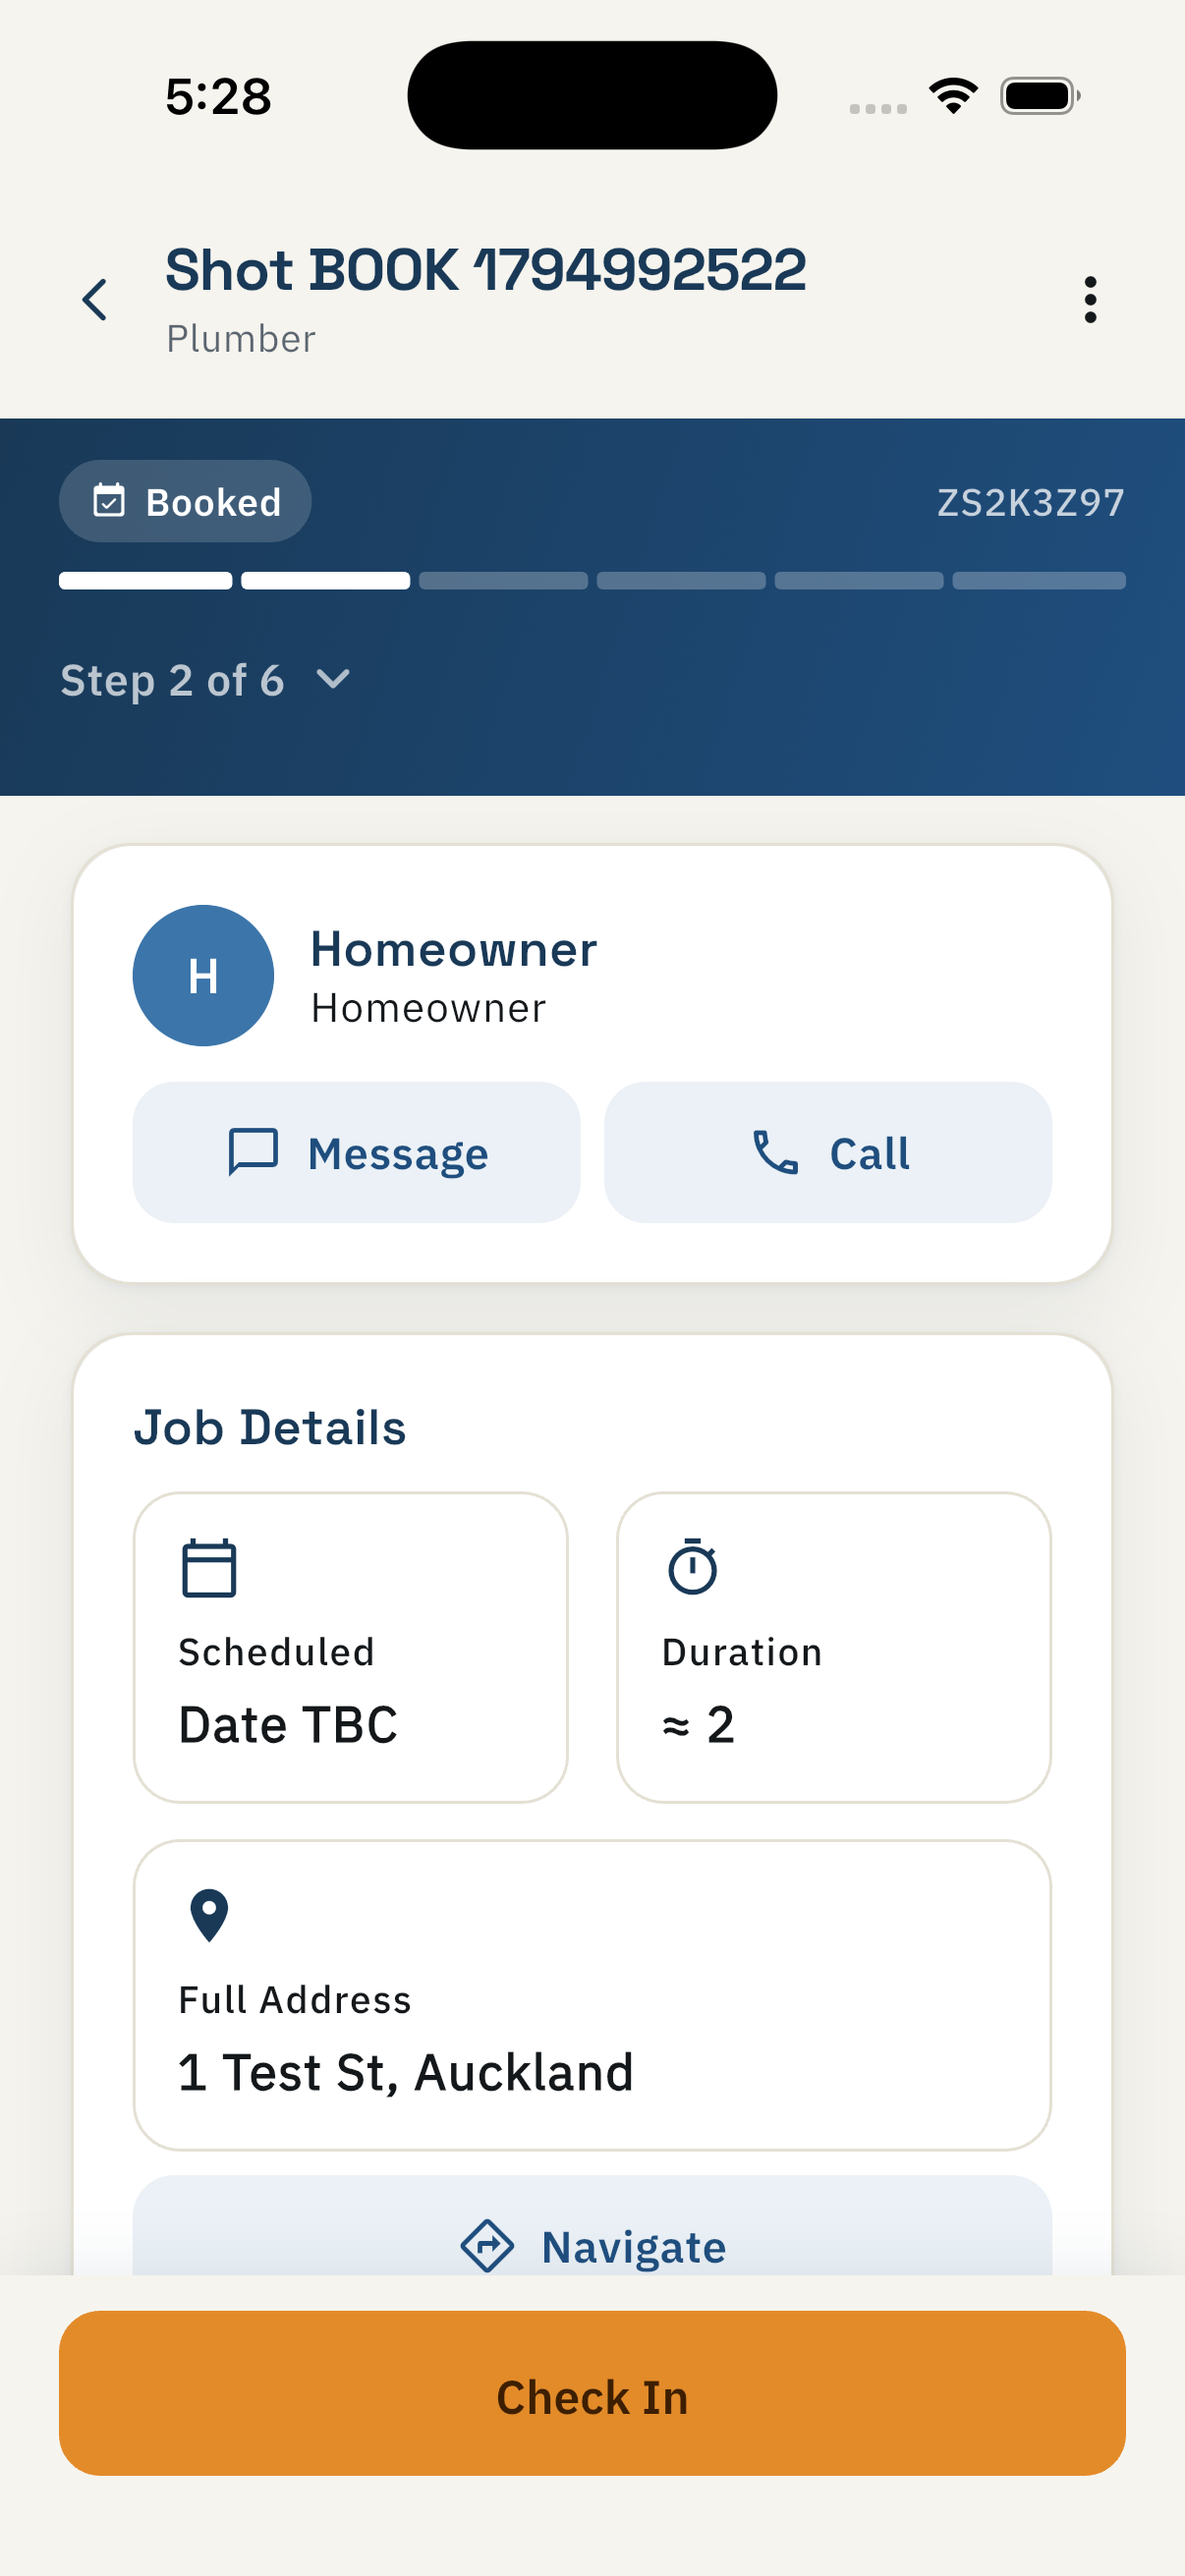 5:28
Shot BOOK 1794992522
Plumber
Booked
ZS2K3Z97
Step 2 of 6
H
Homeowner
Homeowner
Message
Call
Job Details
Scheduled
Date TBC
Duration
≈ 2
Full Address
1 Test St, Auckland
Navigate
Check In